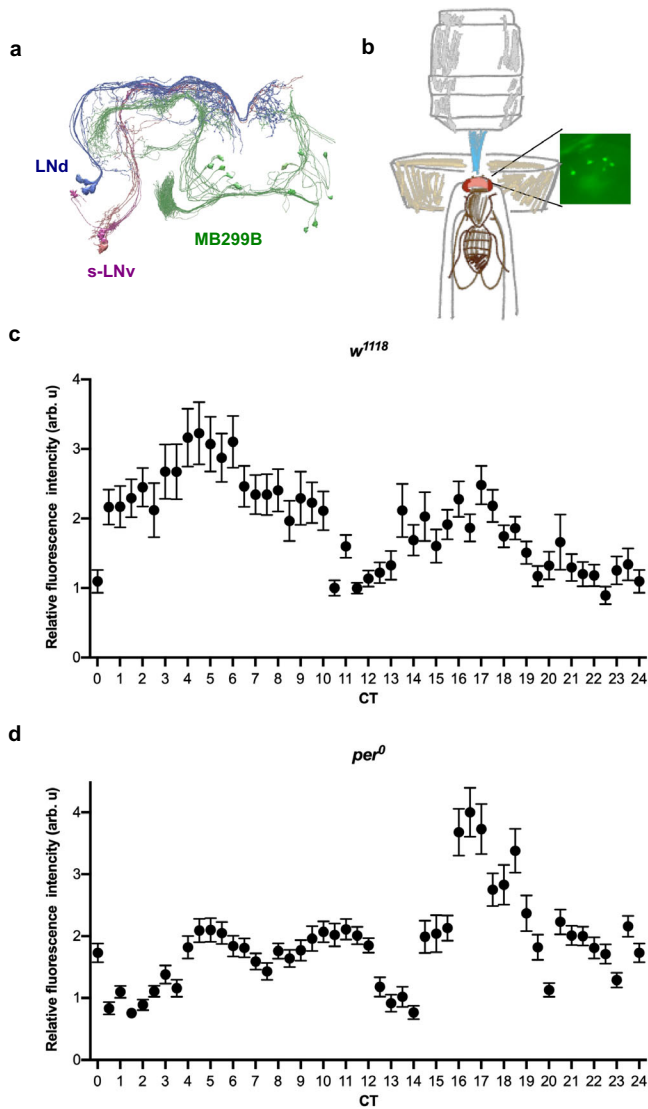 a
LNd
MB299B
s-LNv
b
c
w1118
Relative fluorescence intencity (arb. u)
4
3
2
1
0
0 1 2 3 4 5 6 7 8 9 10 11 12 13 14 15 16 17 18 19 20 21 22 23 24
CT
d
per0
Relative fluorescence intencity (arb. u)
4
3
2
1
0
0 1 2 3 4 5 6 7 8 9 10 11 12 13 14 15 16 17 18 19 20 21 22 23 24
CT